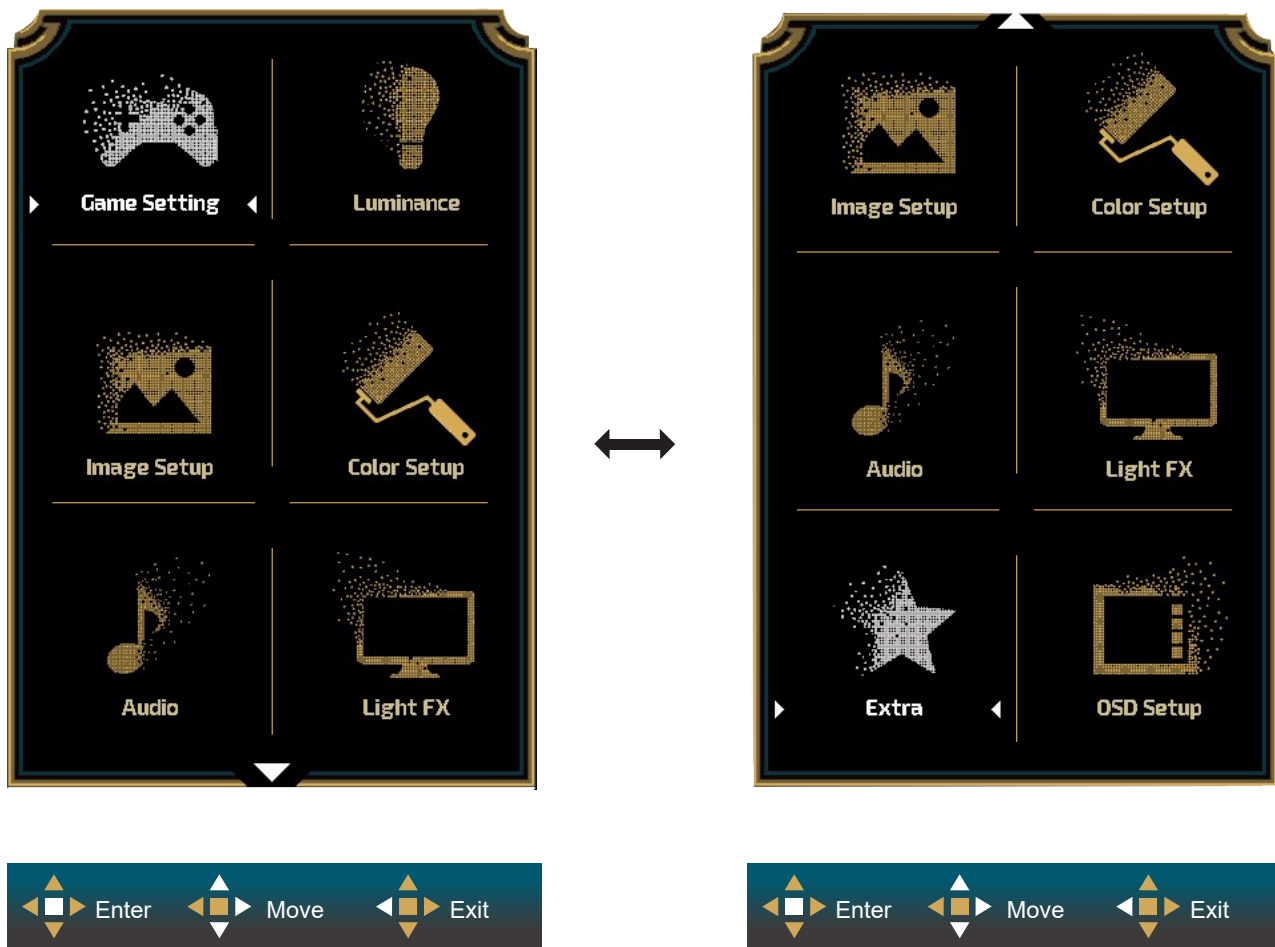 Game Setting
Luminance
Image Setup
Color Setup
Audio
Light FX
Enter
Move
Exit
Image Setup
Color Setup
Audio
Light FX
Extra
OSD Setup
Enter
Move
Exit